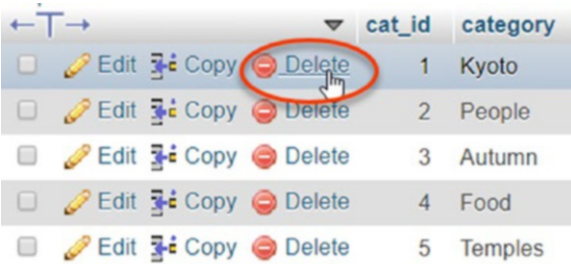 cat_id category
Edit Copy Delete 1 Kyoto
Edit Copy Delete 2 People
Edit Copy Delete 3 Autumn
Edit Copy Delete 4 Food
Edit Copy Delete 5 Temples